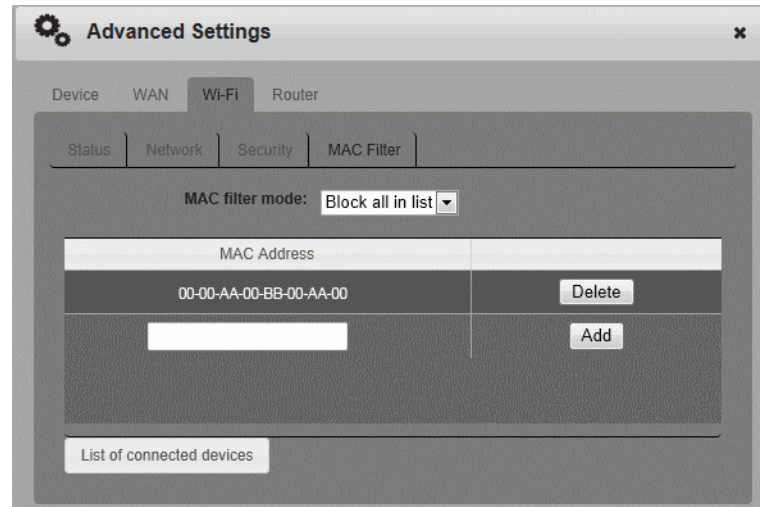 Advanced Settings
Device WAN Wi-Fi Router
Status Network Security MAC Filter
MAC filter mode: Block all in list
MAC Address
00-00-AA-00-BB-00-AA-00 Delete
Add
List of connected devices